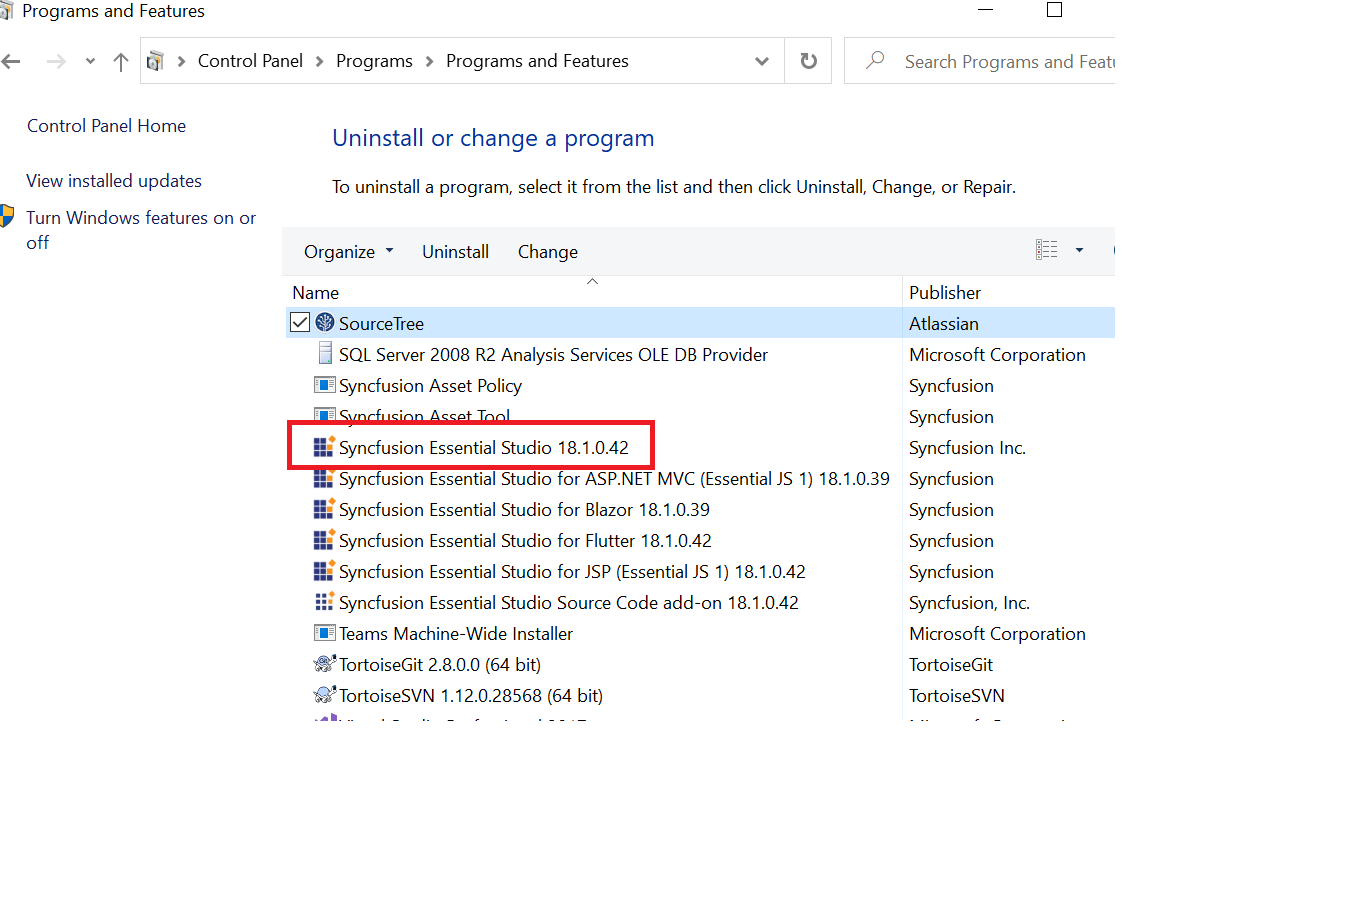 Programs and Features
Control Panel > Programs > Programs and Features
Search Programs and Featu
Control Panel Home
View installed updates
Turn Windows features on or
off
Uninstall or change a program
To uninstall a program, select it from the list and then click Uninstall, Change, or Repair.
Organize Uninstall Change
Name Publisher
SourceTree Atlassian
SQL Server 2008 R2 Analysis Services OLE DB Provider Microsoft Corporation
Syncfusion Asset Policy Syncfusion
Syncfusion Asset Tool Syncfusion
Syncfusion Essential Studio 18.1.0.42 Syncfusion Inc.
Syncfusion Essential Studio for ASP.NET MVC (Essential JS 1) 18.1.0.39 Syncfusion
Syncfusion Essential Studio for Blazor 18.1.0.39 Syncfusion
Syncfusion Essential Studio for Flutter 18.1.0.42 Syncfusion
Syncfusion Essential Studio for JSP (Essential JS 1) 18.1.0.42 Syncfusion
Syncfusion Essential Studio Source Code add-on 18.1.0.42 Syncfusion, Inc.
Teams Machine-Wide Installer Microsoft Corporation
TortoiseGit 2.8.0.0 (64 bit) TortoiseGit
TortoiseSVN 1.12.0.28568 (64 bit) TortoiseSVN